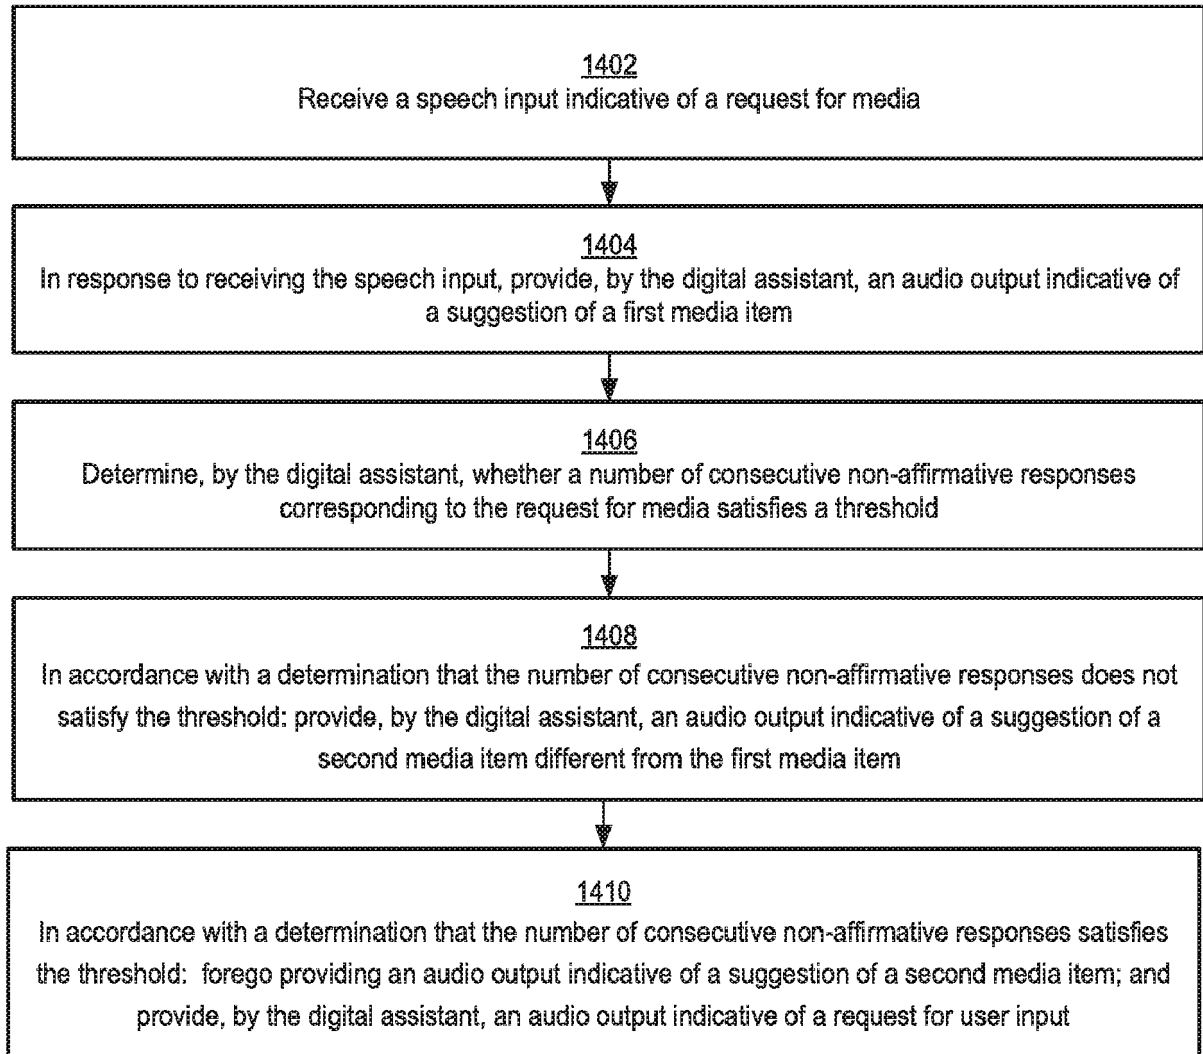 1402
Receive a speech input indicative of a request for media
1404
In response to receiving the speech input, provide, by the digital assistant, an audio output indicative of
a suggestion of a first media item
1406
Determine, by the digital assistant, whether a number of consecutive non-affirmative responses
corresponding to the request for media satisfies a threshold
1408
In accordance with a determination that the number of consecutive non-affirmative responses does not
satisfy the threshold: provide, by the digital assistant, an audio output indicative of a suggestion of a
second media item different from the first media item
1410
In accordance with a determination that the number of consecutive non-affirmative responses satisfies
the threshold: forego providing an audio output indicative of a suggestion of a second media item; and
provide, by the digital assistant, an audio output indicative of a request for user input